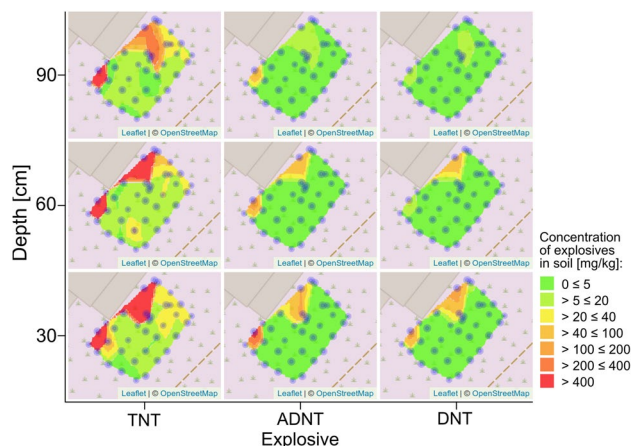 Depth [cm]
90
60
30
Leaflet | © OpenStreetMap
Leaflet | © OpenStreetMap
Leaflet | © OpenStreetMap
Leaflet | © OpenStreetMap
Leaflet | © OpenStreetMap
Leaflet | © OpenStreetMap
Leaflet | © OpenStreetMap
Leaflet | © OpenStreetMap
Leaflet | © OpenStreetMap
TNT
ADNT
DNT
Explosive
Concentration
of explosives
in soil [mg/kg]:
0 ≤ 5
> 5 ≤ 20
> 20 ≤ 40
> 40 ≤ 100
> 100 ≤ 200
> 200 ≤ 400
> 400